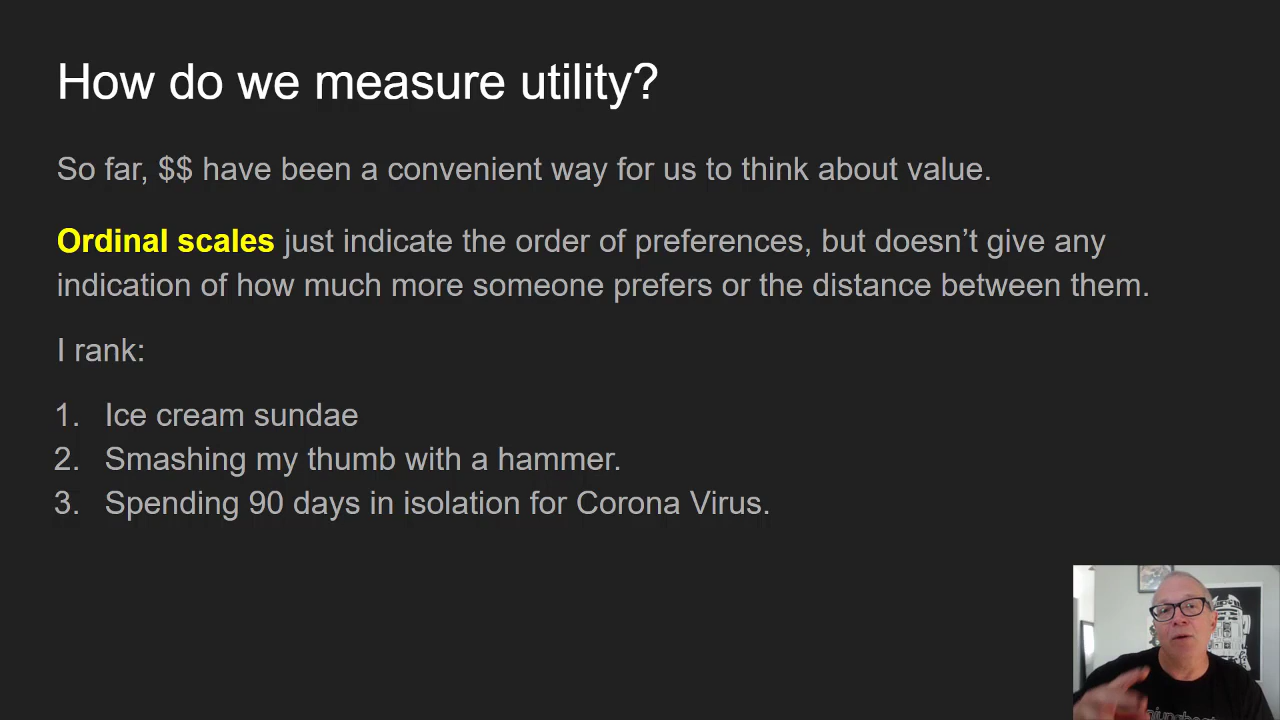 How do we measure utility?
So far, $$ have been a convenient way for us to think about value.
Ordinal scales just indicate the order of preferences, but doesn’t give any
indication of how much more someone prefers or the distance between them.
I rank:
1. Ice cream sundae
2. Smashing my thumb with a hammer.
3. Spending 90 days in isolation for Corona Virus.